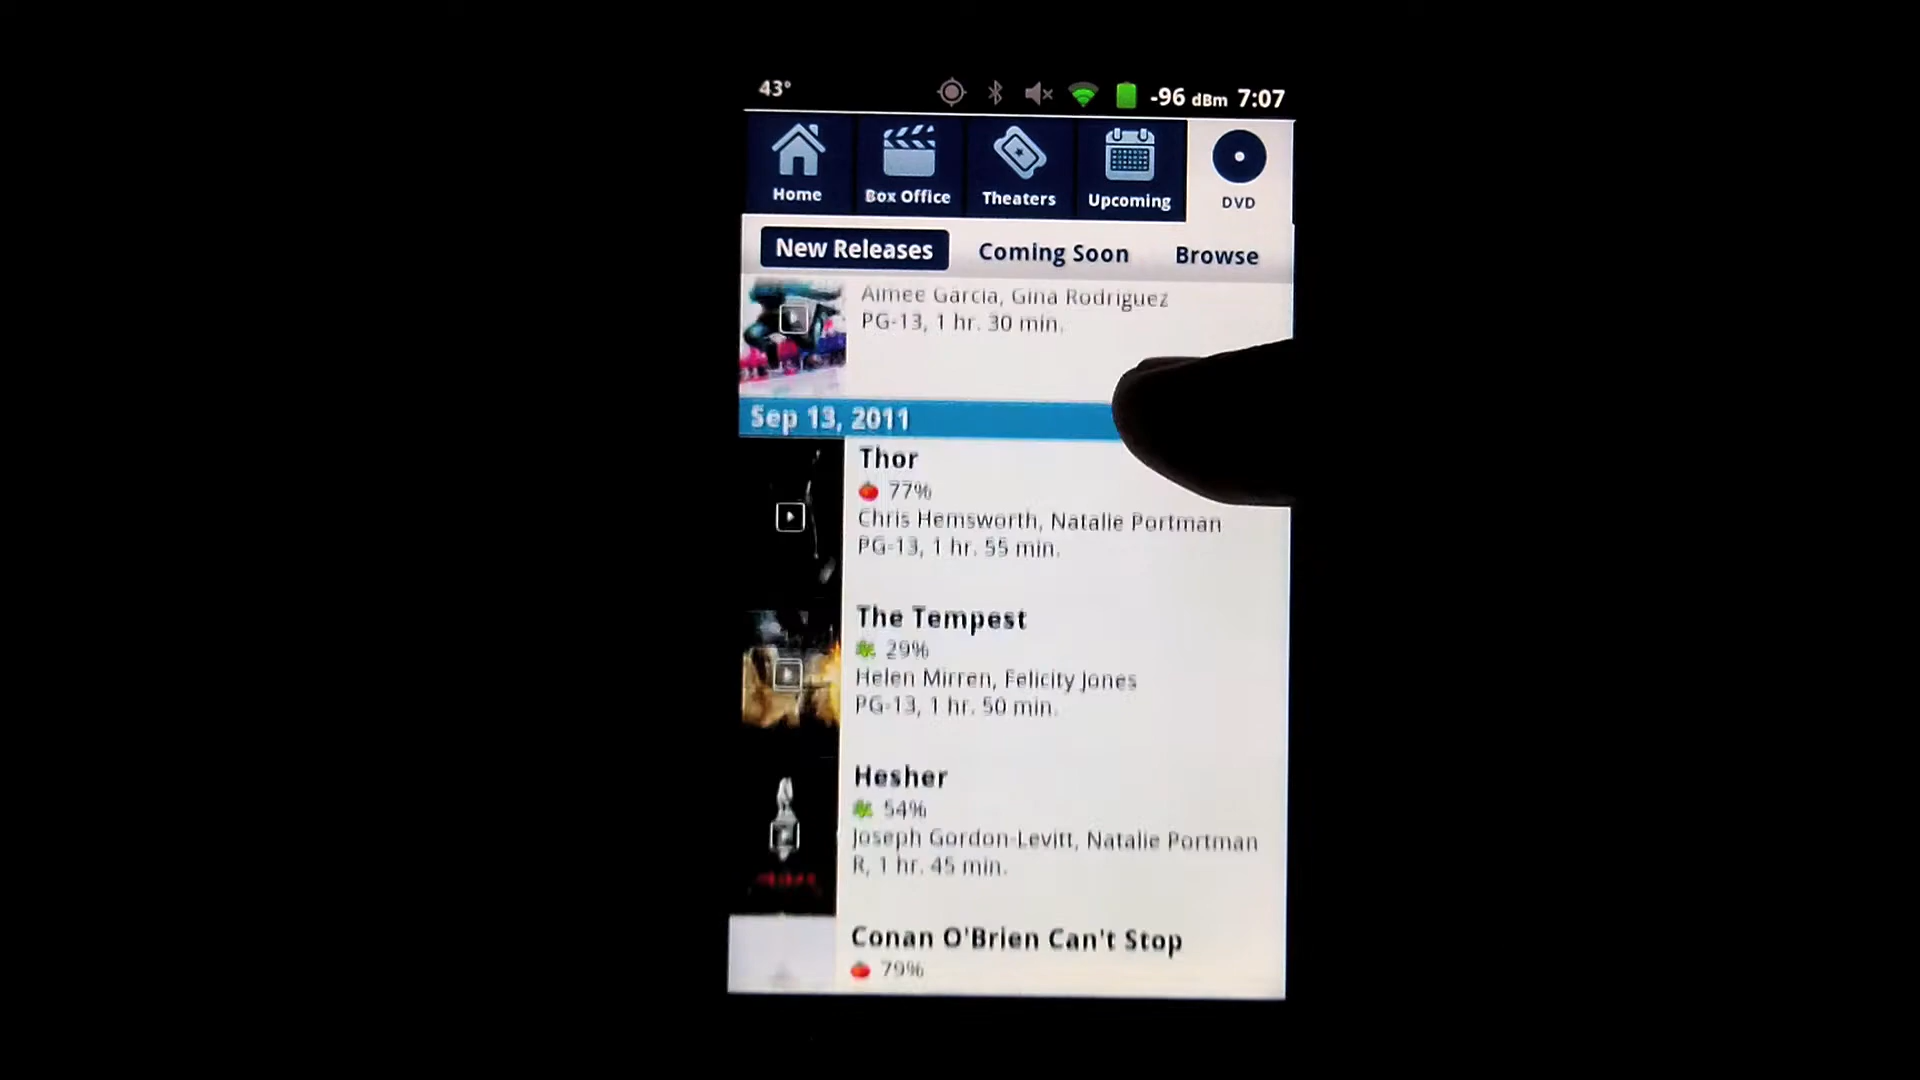 43°
-96 dBm 7:07
Home
Box Office
Theaters
Upcoming
DVD
New Releases
Coming Soon
Browse
Aimee Garcia, Gina Rodriguez
PG-13, 1 hr. 30 min.
Sep 13, 2011
Thor
77%
Chris Hemsworth, Natalie Portman
PG-13, 1 hr. 55 min.
The Tempest
29%
Helen Mirren, Felicity Jones
PG-13, 1 hr. 50 min.
Hesher
54%
Joseph Gordon-Levitt, Natalie Portman
R, 1 hr. 45 min.
Conan O'Brien Can't Stop
79%